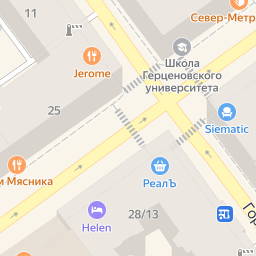 11
Север-Метр
Jerome
Школа
Герценовского
университета
25
Siematic
и Мясника
РеалЪ
28/13
Helen
Гор